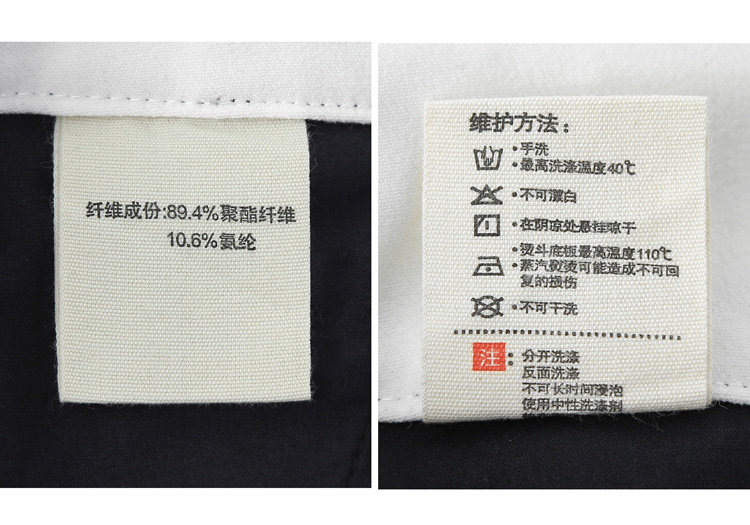 纤维成份:89.4%聚酯纤维
10.6%氨纶
维护方法:
•手洗
•最高洗涤温度40℃
•不可漂白
•在阴凉处悬挂晾干
•熨斗底板最高温度110℃
•蒸汽熨烫可能造成不可回
复的损伤
•不可干洗
注:分开洗涤
反面洗涤
不可长时间浸泡
使用中性洗涤剂